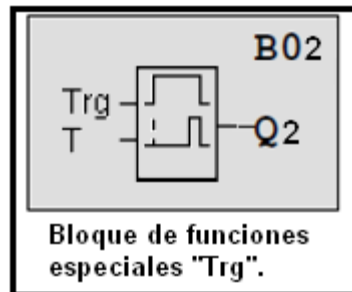 B02
Trg
T
Q2
Bloque de funciones
especiales "Trg".